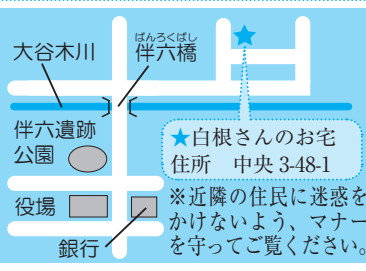 大谷木川
ばんろくばし
伴六橋
伴六遺跡
公園
役場
銀行
★白根さんのお宅
住所 中央 3-48-1
※近隣の住民に迷惑を
かけないよう、マナー
を守ってご覧ください。